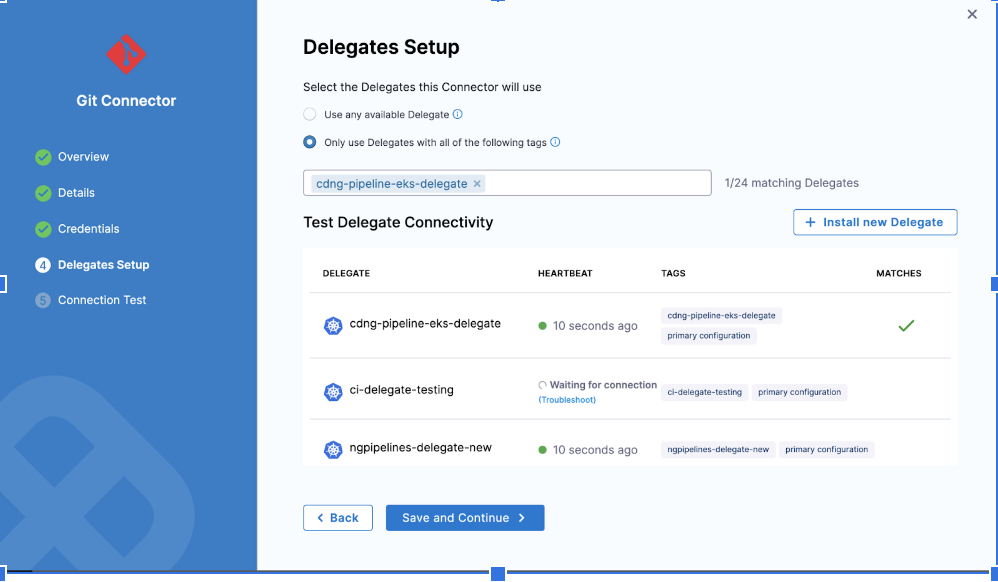 Git Connector
Overview
Details
Credentials
4 Delegates Setup
5 Connection Test
Delegates Setup
Select the Delegates this Connector will use
Use any available Delegate
Only use Delegates with all of the following tags
cdng-pipeline-eks-delegate ×
1/24 matching Delegates
Test Delegate Connectivity
+ Install new Delegate
DELEGATE HEARTBEAT TAGS MATCHES
cdng-pipeline-eks-delegate 10 seconds ago cdng-pipeline-eks-delegate
primary configuration
ci-delegate-testing Waiting for connection ci-delegate-testing primary configuration
(Troubleshoot)
ngpipelines-delegate-new 10 seconds ago ngpipelines-delegate-new primary configuration
< Back
Save and Continue >